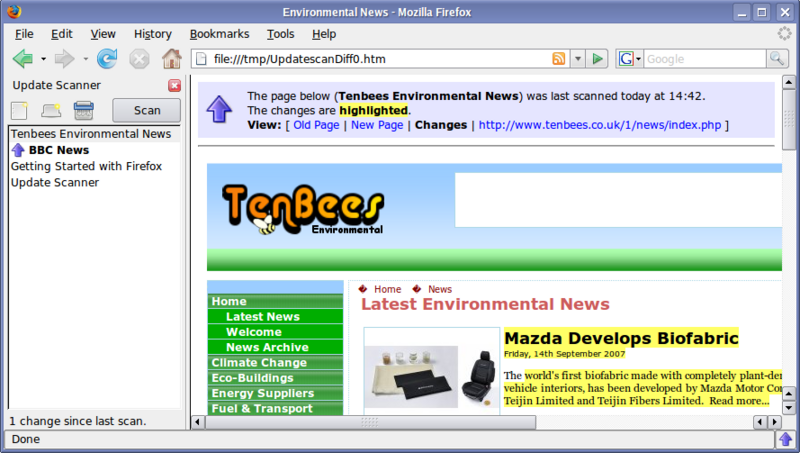 Environmental News - Mozilla Firefox
File Edit View History Bookmarks Tools Help
file:///tmp/UpdatescanDiff0.htm
G
Google
Update Scanner
Scan
Tenbees Environmental News
BBC News
Getting Started with Firefox
Update Scanner
1 change since last scan.
The page below (Tenbees Environmental News) was last scanned today at 14:42.
The changes are highlighted.
View: [ Old Page | New Page | Changes | http://www.tenbees.co.uk/1/news/index.php ]
TenBees
Environmental
Home
Latest News
Welcome
News Archive
Climate Change
Eco-Buildings
Energy Suppliers
Fuel & Transport
� Home � News
Latest Environmental News
Mazda Develops Biofabric
Friday, 14th September 2007
The world's first biofabric made with completely plant-de
vehicle interiors, has been developed by Mazda Motor Co
Teijin Limited and Teijin Fibers Limited. Read more...
Done